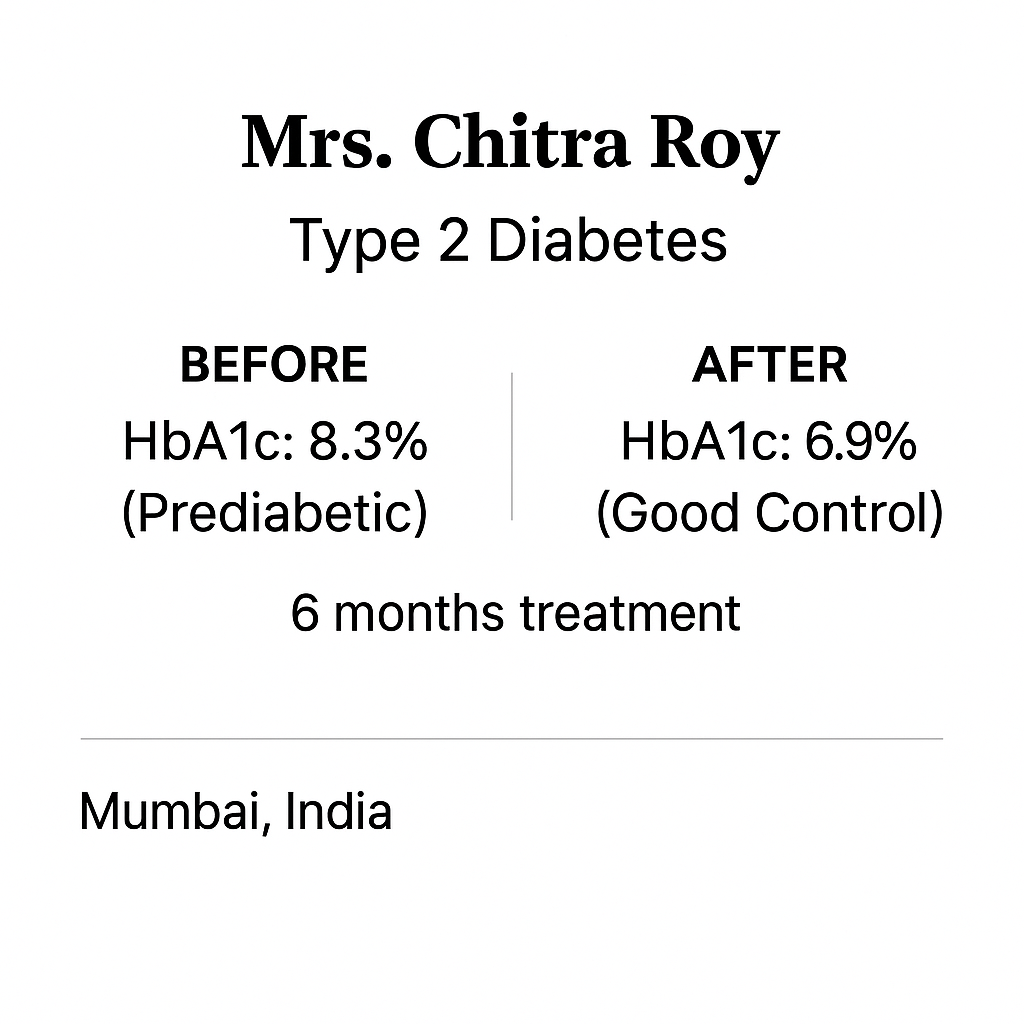 Mrs. Chitra Roy
Type 2 Diabetes
BEFORE
HbA1c: 8.3%
(Prediabetic)
AFTER
HbA1c: 6.9%
(Good Control)
6 months treatment
Mumbai, India